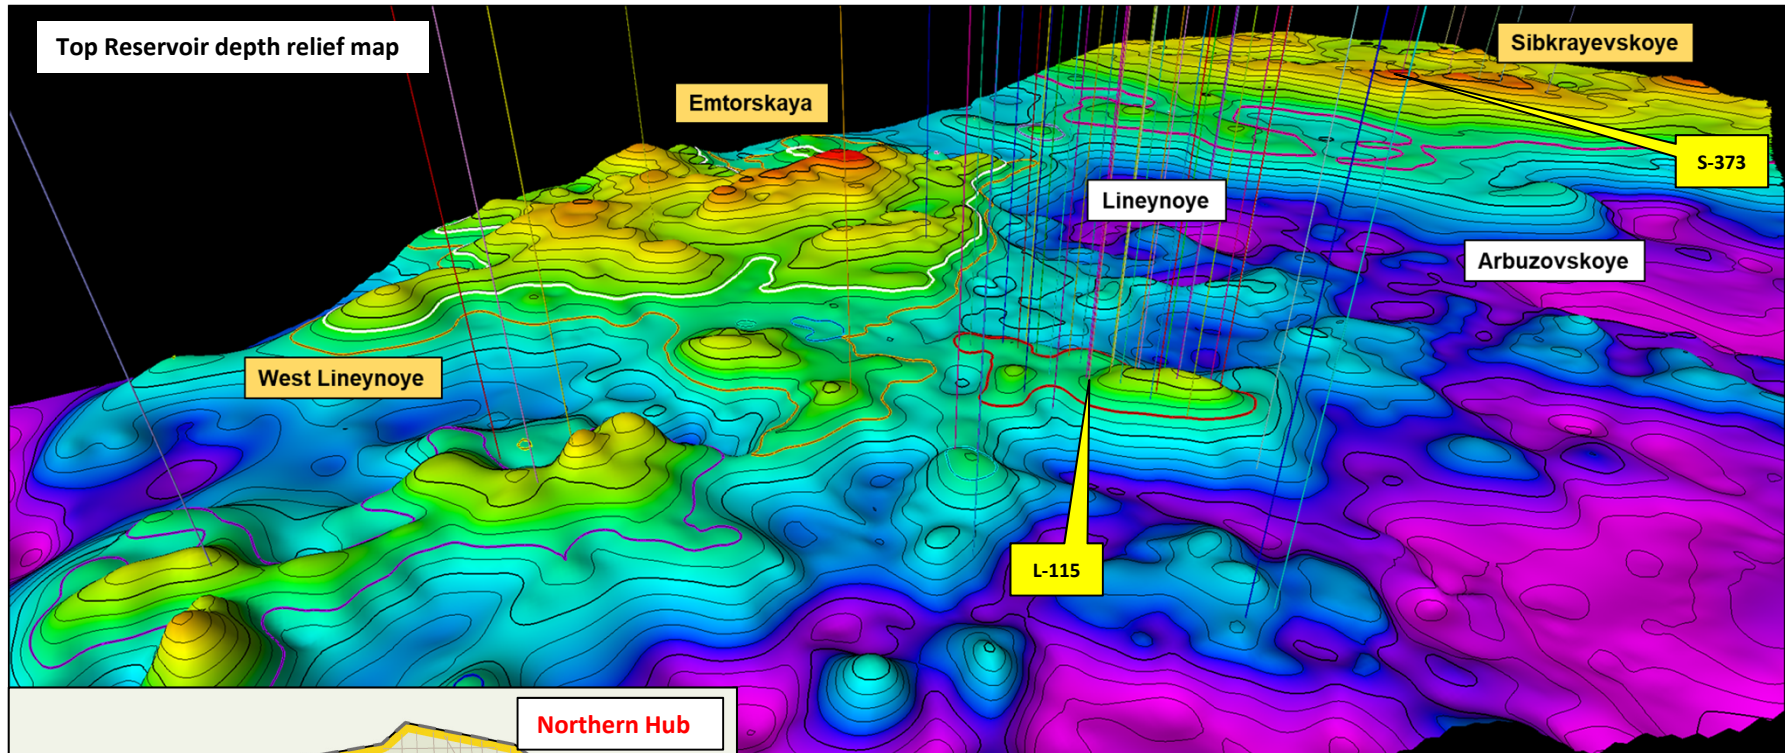 Top Reservoir depth relief map
Sibkrayevskoye
Emtorskaya
S-373
Lineynoye
Arbuzovskoye
West Lineynoye
L-115
Northern Hub